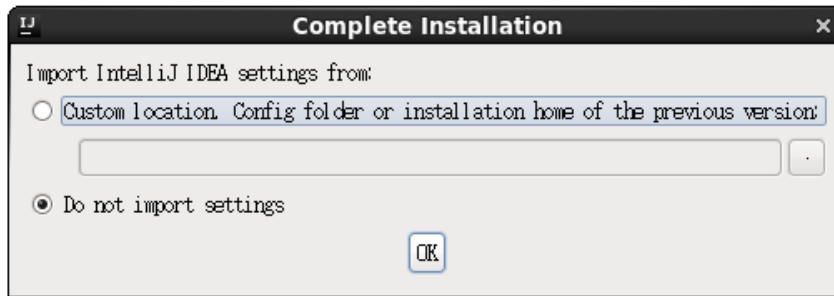 IJ
Complete Installation
Import IntelliJ IDEA settings from:
Custom location. Config folder or installation home of the previous version:
.
Do not import settings
OK